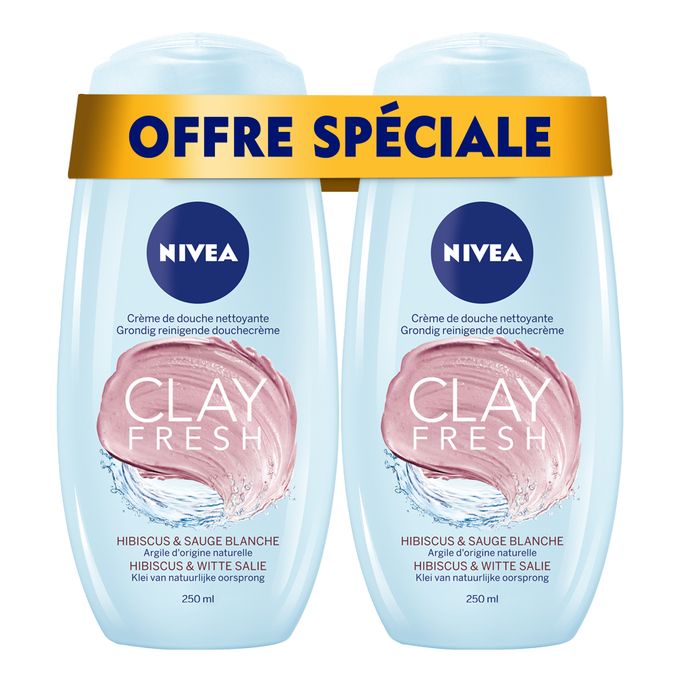 OFFRE SPÉCIALE
NIVEA
Crème de douche nettoyante
Grondig reinigende douchecrème
CLAY
FRESH
HIBISCUS & SAUGE BLANCHE
Argile d'origine naturelle
HIBISCUS & WITTE SALIE
Klei van natuurlijke oorsprong
250 ml
NIVEA
Crème de douche nettoyante
Grondig reinigende douchecrème
CLAY
FRESH
HIBISCUS & SAUGE BLANCHE
Argile d'origine naturelle
HIBISCUS & WITTE SALIE
Klei van natuurlijke oorsprong
250 ml